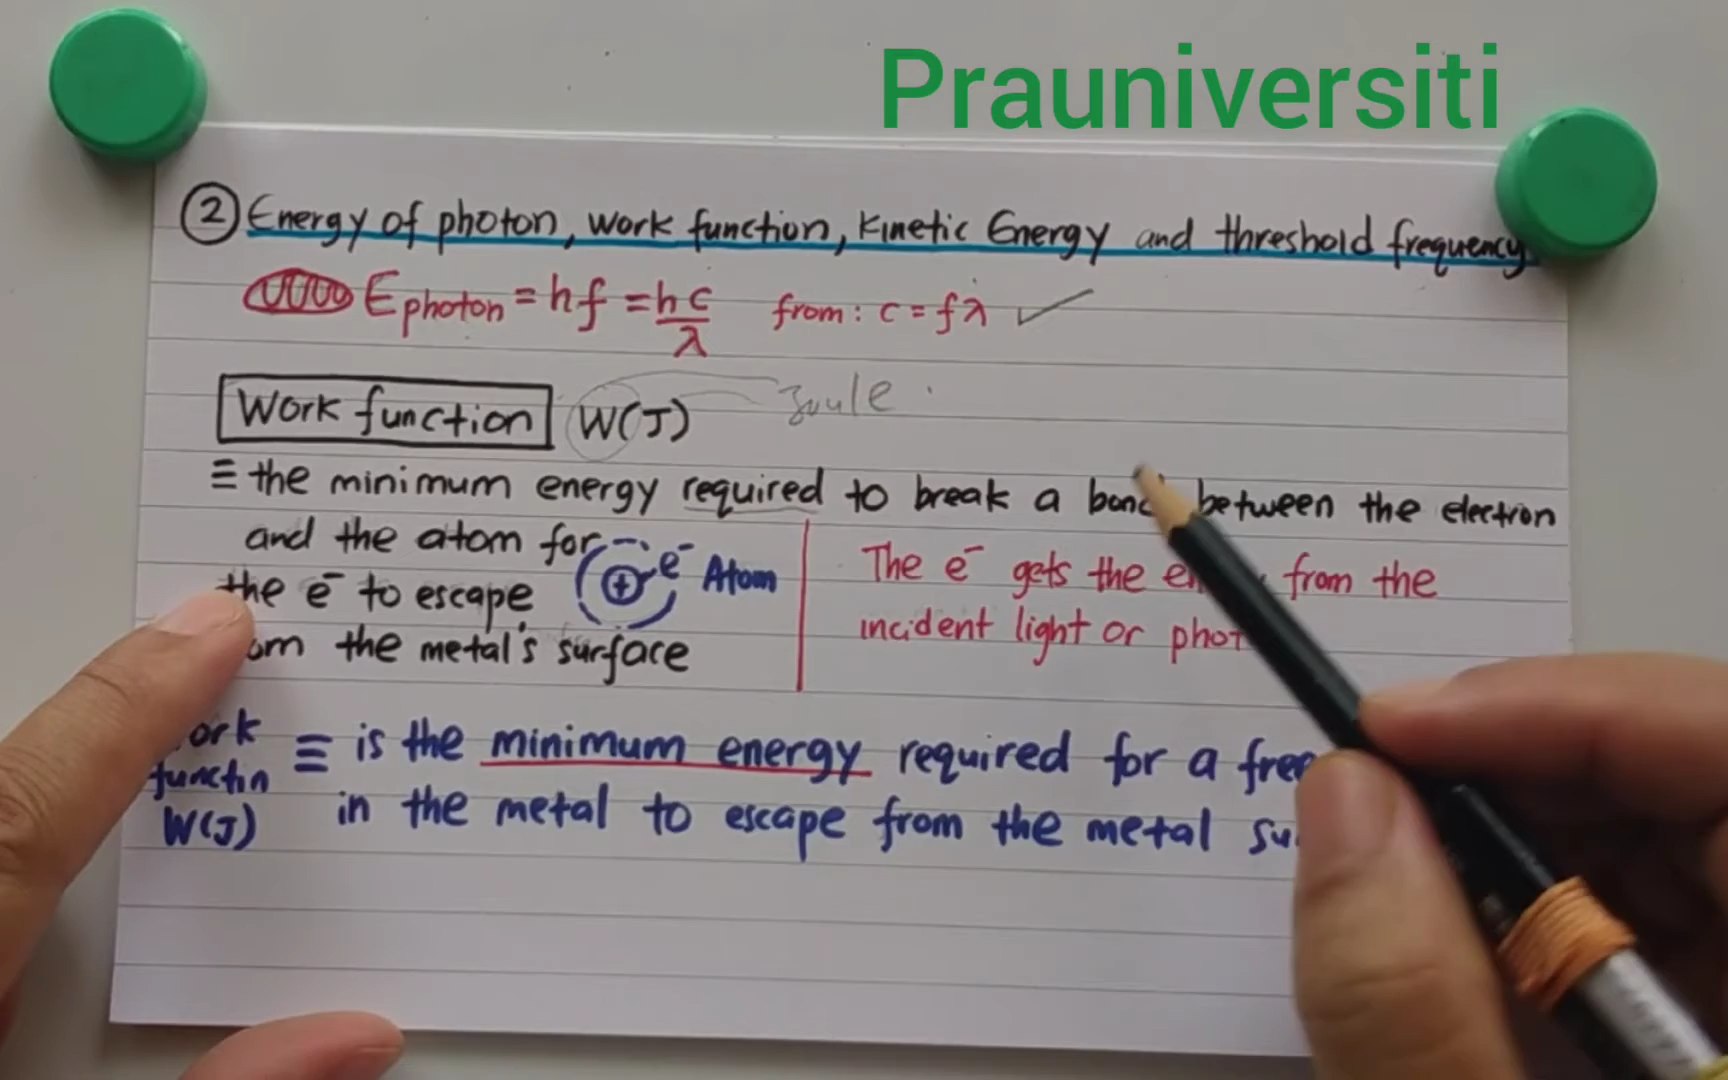 Prauniversiti
② Energy of photon, work function, Kinetic Energy and threshold frequency
E photon = hf = hc/λ from: c = fλ ✓
Work function W(J) Joule
≡ the minimum energy required to break a bond between the electron
and the atom for
the e⁻ to escape
the metal's surface
e⁻ Atom
+
The e⁻ gets the from the
incident light or
functin
W(J)
≡ is the minimum energy required for a
in the metal to escape from the metal